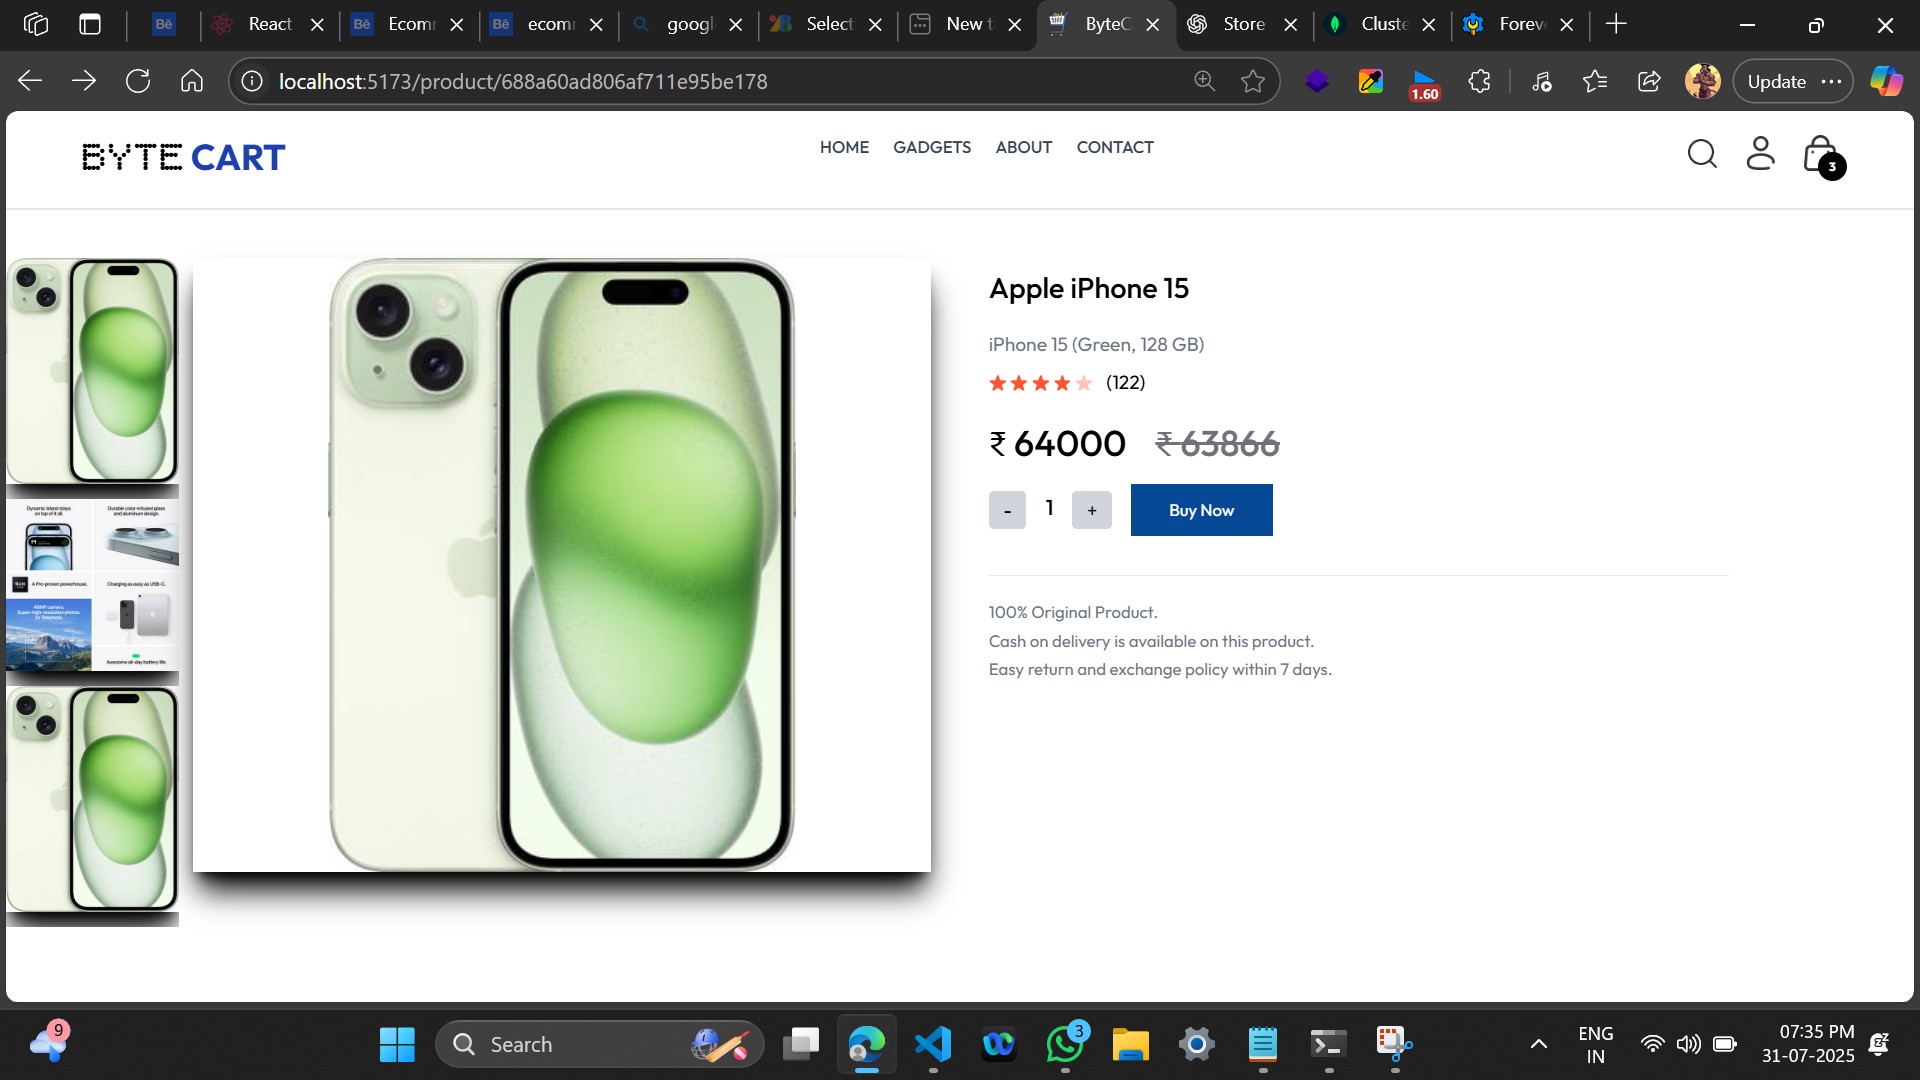 React
Ecomr
ecomr
googl
Select
New t
ByteC
Store
Cluste
Forev
localhost:5173/product/688a60ad806af711e95be178
1.60
Update
BYTE CART
HOME GADGETS ABOUT CONTACT
3
Apple iPhone 15
iPhone 15 (Green, 128 GB)
(122)
₹ 64000 ₹ 63866
- 1 + Buy Now
100% Original Product.
Cash on delivery is available on this product.
Easy return and exchange policy within 7 days.
Dynamic Island stays
on top of it all.
Durable color-infused glass
and aluminum design.
A Pro-proven powerhouse.
Charging as easy as USB-C.
48MP camera.
Super-high-resolution photos.
2x Telephoto.
Awesome all-day battery life.
9
Search
3
ENG
IN
07:35 PM
31-07-2025